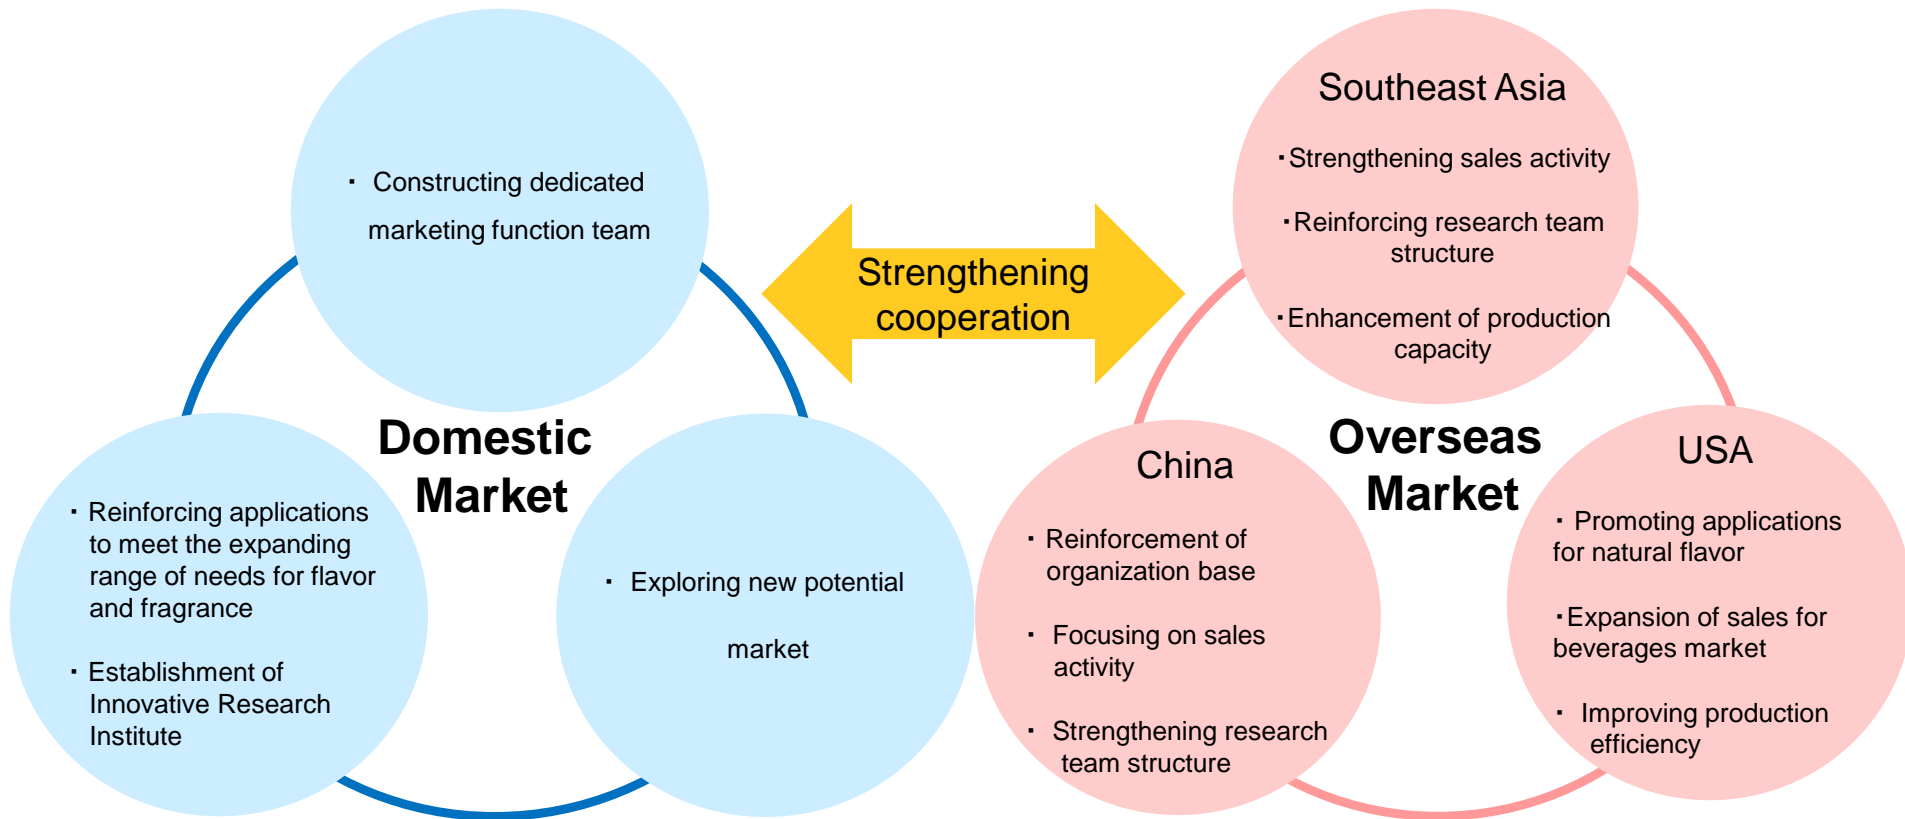 ・ Constructing dedicated
marketing function team
Domestic
Market
・ Reinforcing applications
to meet the expanding
range of needs for flavor
and fragrance
・ Establishment of
Innovative Research
Institute
・ Exploring new potential
market
Strengthening
cooperation
Southeast Asia
・Strengthening sales activity
・Reinforcing research team
structure
・Enhancement of production
capacity
Overseas
Market
China
・ Reinforcement of
organization base
・ Focusing on sales
activity
・ Strengthening research
team structure
USA
・ Promoting applications
for natural flavor
・Expansion of sales for
beverages market
・ Improving production
efficiency